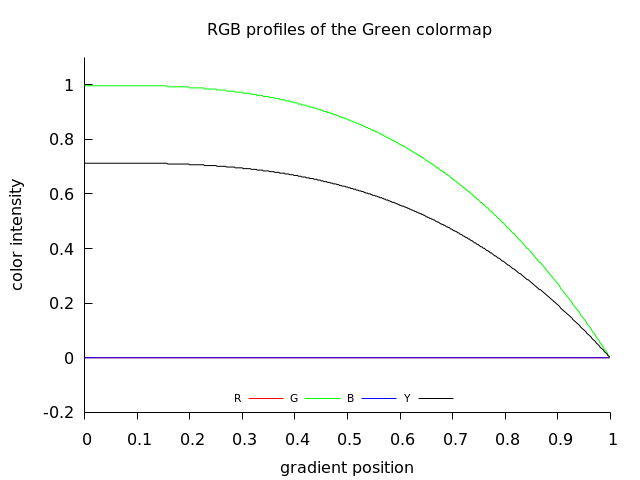 RGB profiles of the Green colormap
color intensity
1
0.8
0.6
0.4
0.2
0
-0.2
R G B Y
0 0.1 0.2 0.3 0.4 0.5 0.6 0.7 0.8 0.9 1
gradient position